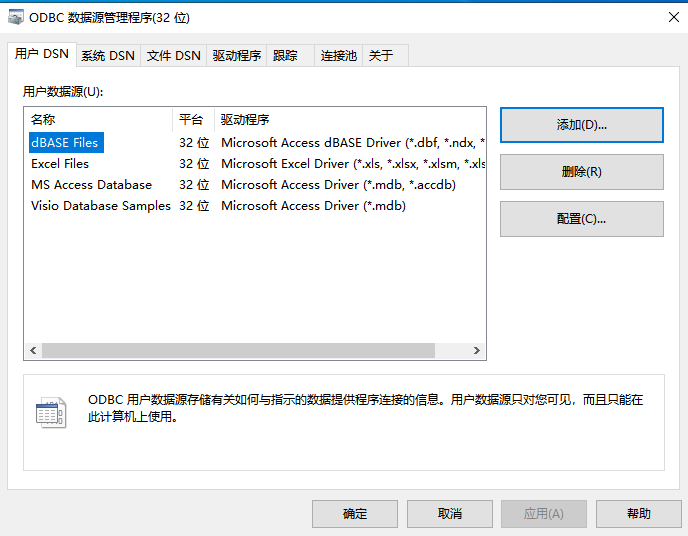 ODBC 数据源管理程序(32 位)
用户 DSN 系统 DSN 文件 DSN 驱动程序 跟踪 连接池 关于
用户数据源(U):
名称 平台 驱动程序
dBASE Files 32 位 Microsoft Access dBASE Driver (*.dbf, *.ndx, *
Excel Files 32 位 Microsoft Excel Driver (*.xls, *.xlsx, *.xlsm, *.xls
MS Access Database 32 位 Microsoft Access Driver (*.mdb, *.accdb)
Visio Database Samples 32 位 Microsoft Access Driver (*.mdb)
添加(D)...
删除(R)
配置(C)...
ODBC 用户数据源存储有关如何与指示的数据提供程序连接的信息。用户数据源只对您可见，而且只能在
此计算机上使用。
确定 取消 应用(A) 帮助